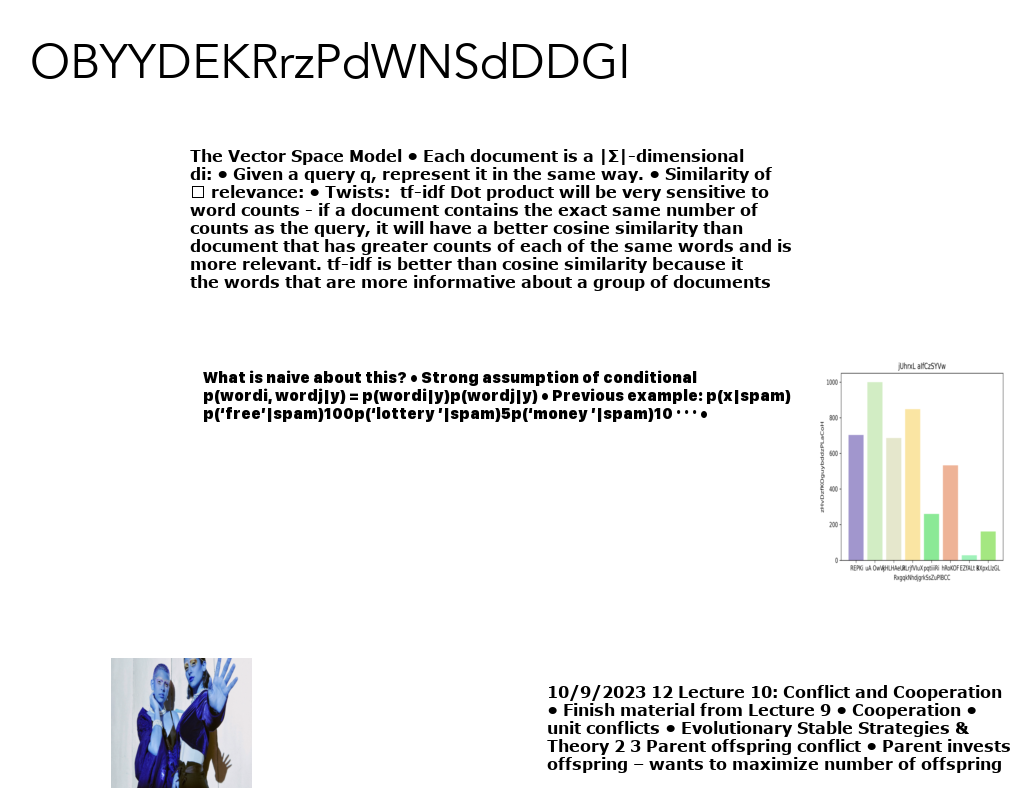 OBYYDEKRrzPdWNSdDDGI
The Vector Space Model • Each document is a |Σ|-dimensional
di: • Given a query q, represent it in the same way. • Similarity of
☐ relevance: • Twists:  tf-idf Dot product will be very sensitive to
word counts - if a document contains the exact same number of
counts as the query, it will have a better cosine similarity than
document that has greater counts of each of the same words and is
more relevant. tf-idf is better than cosine similarity because it
the words that are more informative about a group of documents
What is naive about this? • Strong assumption of conditional
p(wordi, wordj|y) = p(wordi|y)p(wordj|y) • Previous example: p(x|spam)
p(‘free’|spam)100p(‘lottery ’|spam)5p(‘money ’|spam)10 · · · •
jUhrxL aIfCzSYVw
1000
800
600
400
200
0
REPKi uA OwV
RxgqkNhdjgrkSsZuPlBCC
10/9/2023 12 Lecture 10: Conflict and Cooperation
• Finish material from Lecture 9 • Cooperation •
unit conflicts • Evolutionary Stable Strategies &
Theory 2 3 Parent offspring conflict • Parent invests
offspring – wants to maximize number of offspring